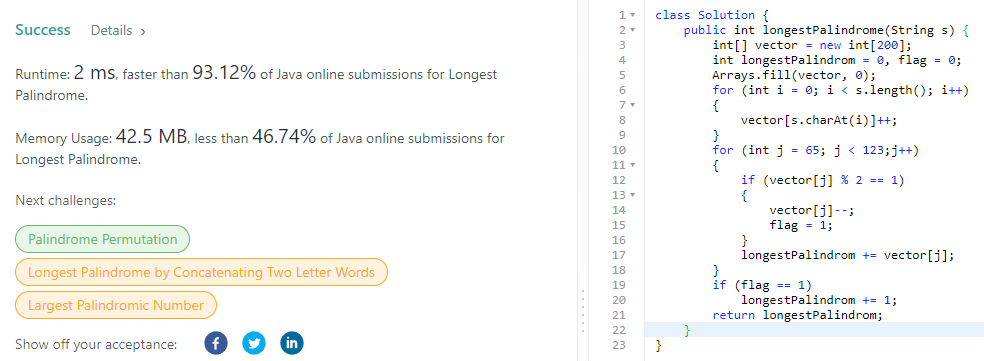 Success Details >
Runtime: 2 ms, faster than 93.12% of Java online submissions for Longest
Palindrome.
Memory Usage: 42.5 MB, less than 46.74% of Java online submissions for
Longest Palindrome.
Next challenges:
Palindrome Permutation
Longest Palindrome by Concatenating Two Letter Words
Largest Palindromic Number
Show off your acceptance:
1 class Solution {
2 public int longestPalindrome(String s) {
3 int[] vector = new int[200];
4 int longestPalindrom = 0, flag = 0;
5 Arrays.fill(vector, 0);
6 for (int i = 0; i < s.length(); i++)
7 {
8 vector[s.charAt(i)]++;
9 }
10 for (int j = 65; j < 123;j++)
11 {
12 if (vector[j] % 2 == 1)
13 {
14 vector[j]--;
15 flag = 1;
16 }
17 longestPalindrom += vector[j];
18 }
19 if (flag == 1)
20 longestPalindrom += 1;
21 return longestPalindrom;
22 }
23 }